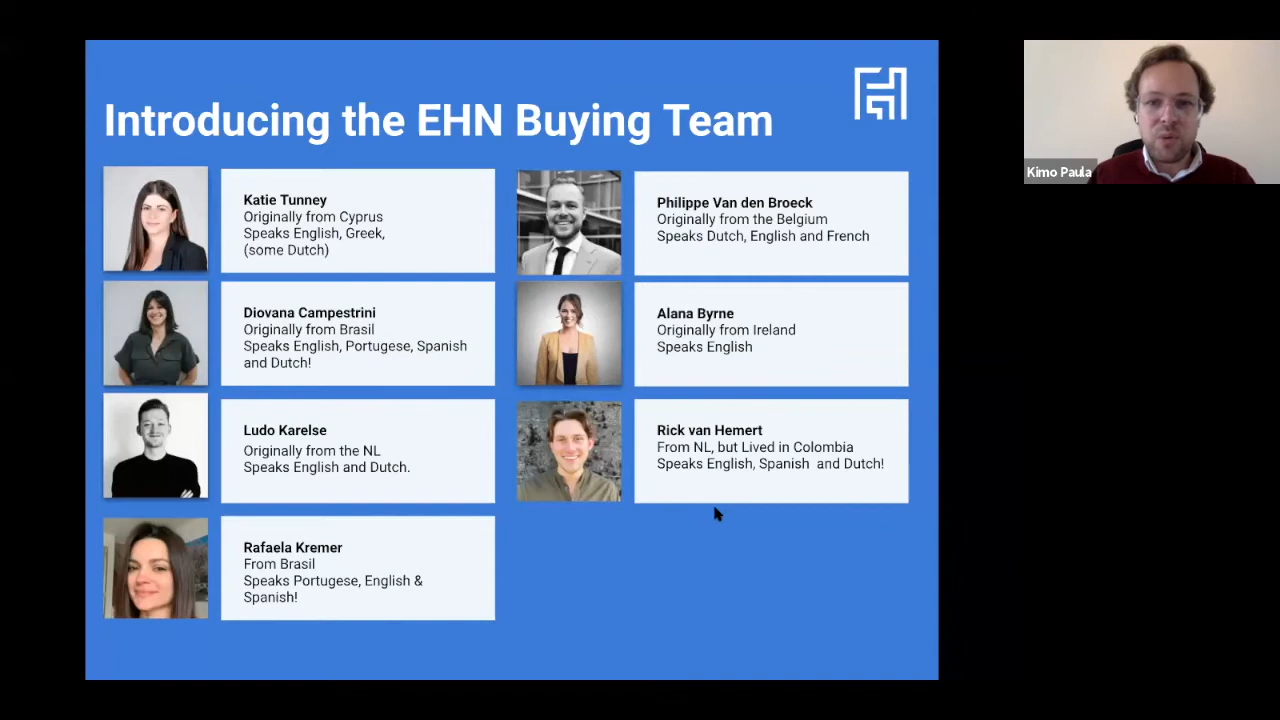 Introducing the EHN Buying Team
Katie Tunney
Originally from Cyprus
Speaks English, Greek,
(some Dutch)
Diovana Campestrini
Originally from Brasil
Speaks English, Portugese, Spanish
and Dutch!
Ludo Karelse
Originally from the NL
Speaks English and Dutch.
Rafaela Kremer
From Brasil
Speaks Portugese, English &
Spanish!
Philippe Van den Broeck
Originally from the Belgium
Speaks Dutch, English and French
Alana Byrne
Originally from Ireland
Speaks English
Rick van Hemert
From NL, but Lived in Colombia
Speaks English, Spanish  and Dutch!
Kimo Paula